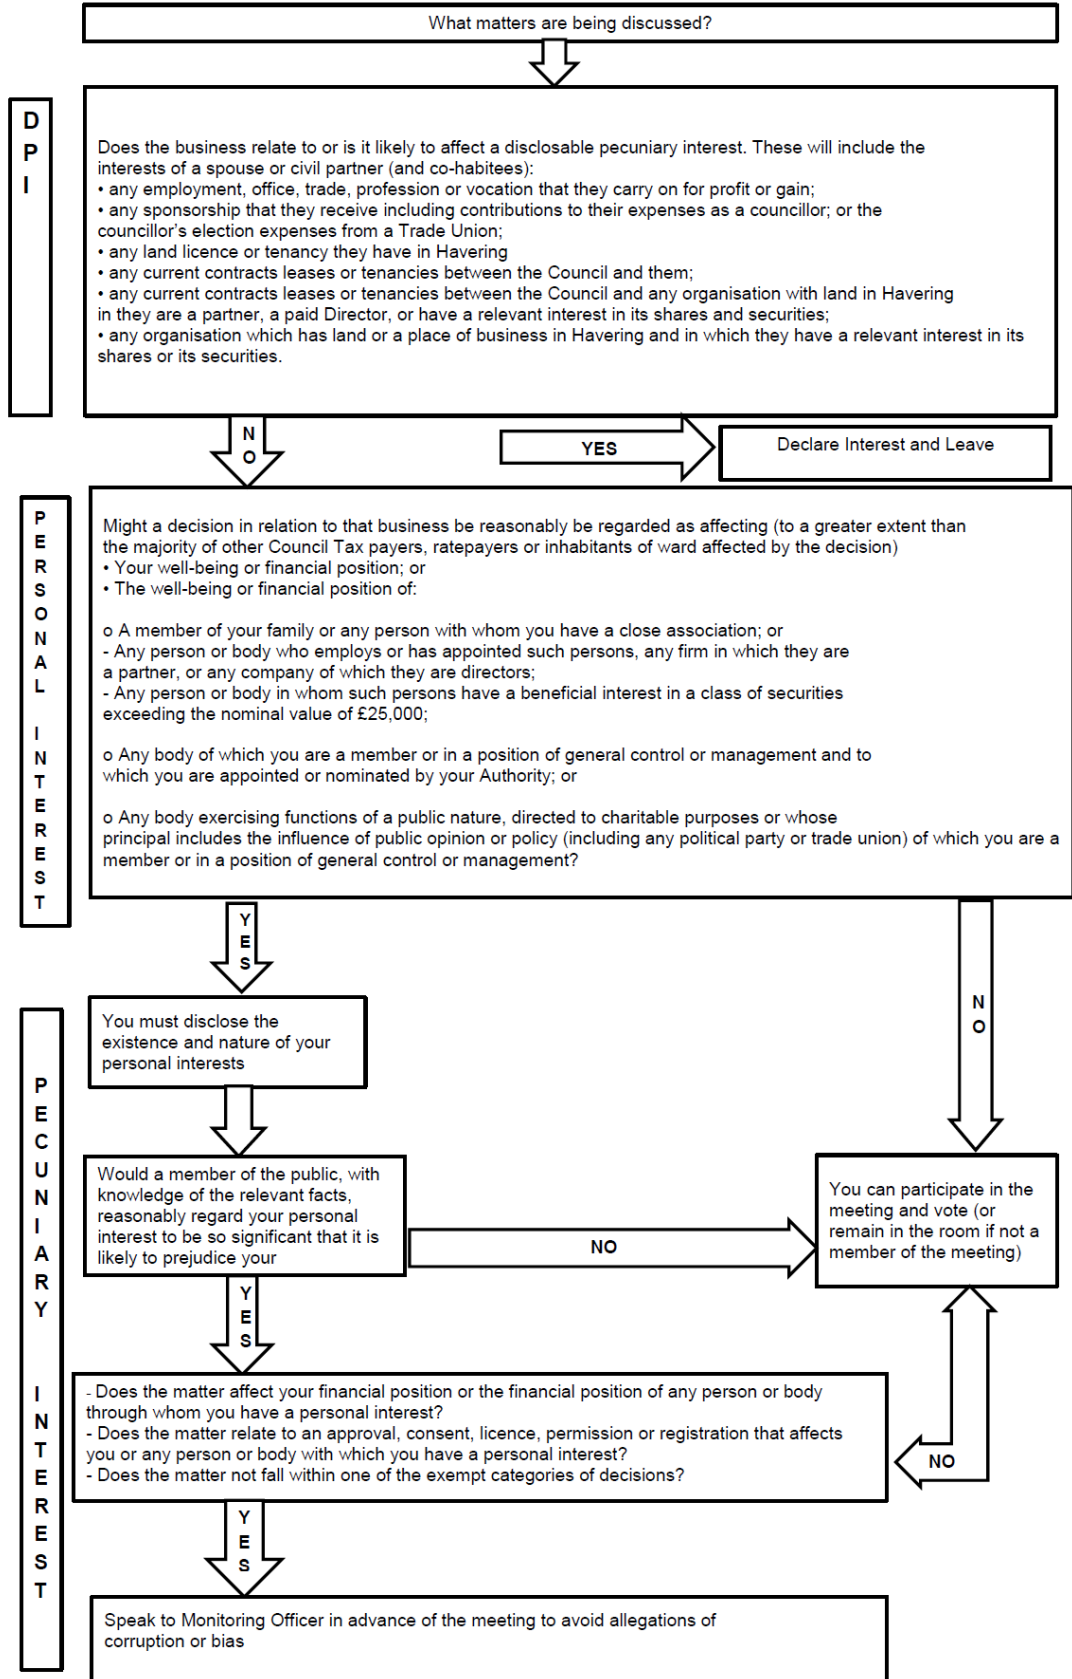 What matters are being discussed?
D
P
I
Does the business relate to or is it likely to affect a disclosable pecuniary interest. These will include the
interests of a spouse or civil partner (and co-habitees):
• any employment, office, trade, profession or vocation that they carry on for profit or gain;
• any sponsorship that they receive including contributions to their expenses as a councillor; or the
councillor's election expenses from a Trade Union;
• any land licence or tenancy they have in Havering
• any current contracts leases or tenancies between the Council and them;
• any current contracts leases or tenancies between the Council and any organisation with land in Havering
in they are a partner, a paid Director, or have a relevant interest in its shares and securities;
• any organisation which has land or a place of business in Havering and in which they have a relevant interest in its
shares or its securities.
N
O
YES
Declare Interest and Leave
P
E
R
S
O
N
A
L
I
N
T
E
R
E
S
T
Might a decision in relation to that business be reasonably be regarded as affecting (to a greater extent than
the majority of other Council Tax payers, ratepayers or inhabitants of ward affected by the decision)
• Your well-being or financial position; or
• The well-being or financial position of:
o A member of your family or any person with whom you have a close association; or
- Any person or body who employs or has appointed such persons, any firm in which they are
a partner, or any company of which they are directors;
- Any person or body in whom such persons have a beneficial interest in a class of securities
exceeding the nominal value of £25,000;
o Any body of which you are a member or in a position of general control or management and to
which you are appointed or nominated by your Authority; or
o Any body exercising functions of a public nature, directed to charitable purposes or whose
principal includes the influence of public opinion or policy (including any political party or trade union) of which you are a
member or in a position of general control or management?
Y
E
S
N
O
You must disclose the
existence and nature of your
personal interests
P
E
C
U
N
I
A
R
Y
I
N
T
E
R
E
S
T
Would a member of the public, with
knowledge of the relevant facts,
reasonably regard your personal
interest to be so significant that it is
likely to prejudice your
NO
You can participate in the
meeting and vote (or
remain in the room if not a
member of the meeting)
Y
E
S
- Does the matter affect your financial position or the financial position of any person or body
through whom you have a personal interest?
- Does the matter relate to an approval, consent, licence, permission or registration that affects
you or any person or body with which you have a personal interest?
- Does the matter not fall within one of the exempt categories of decisions?
NO
Y
E
S
Speak to Monitoring Officer in advance of the meeting to avoid allegations of
corruption or bias